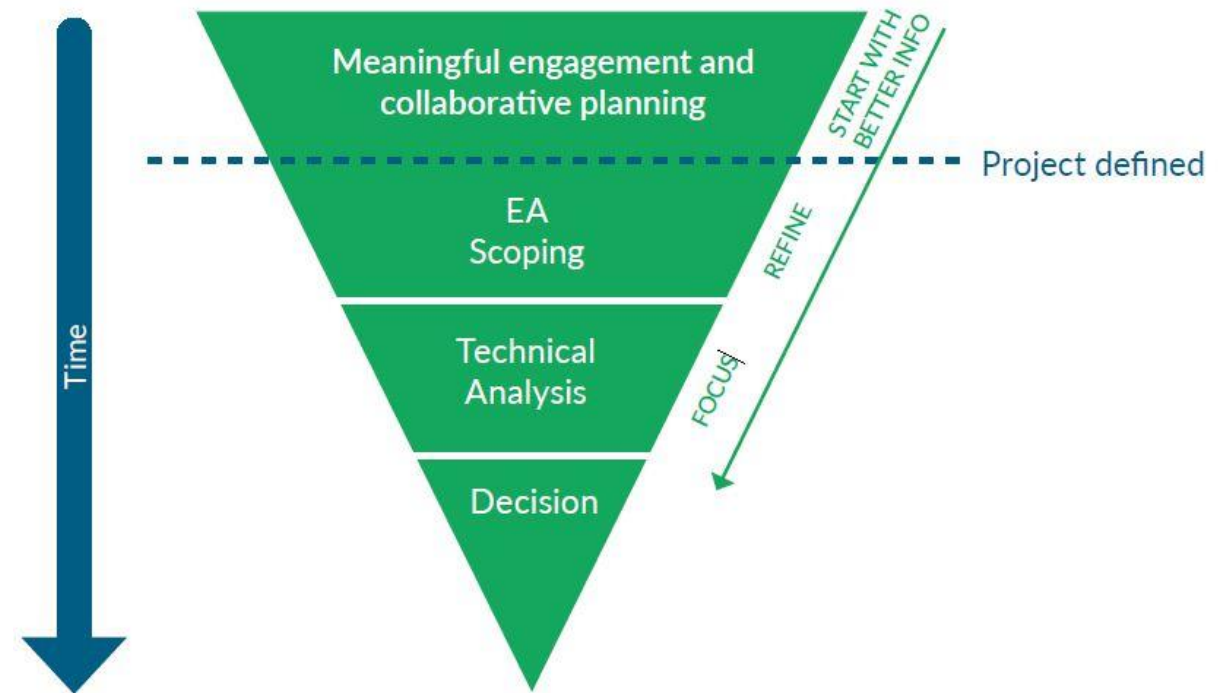 Meaningful engagement and
collaborative planning
START WITH
BETTER INFO
Project defined
EA
Scoping
REFINE
Time
Technical
Analysis
FOCUS
Decision